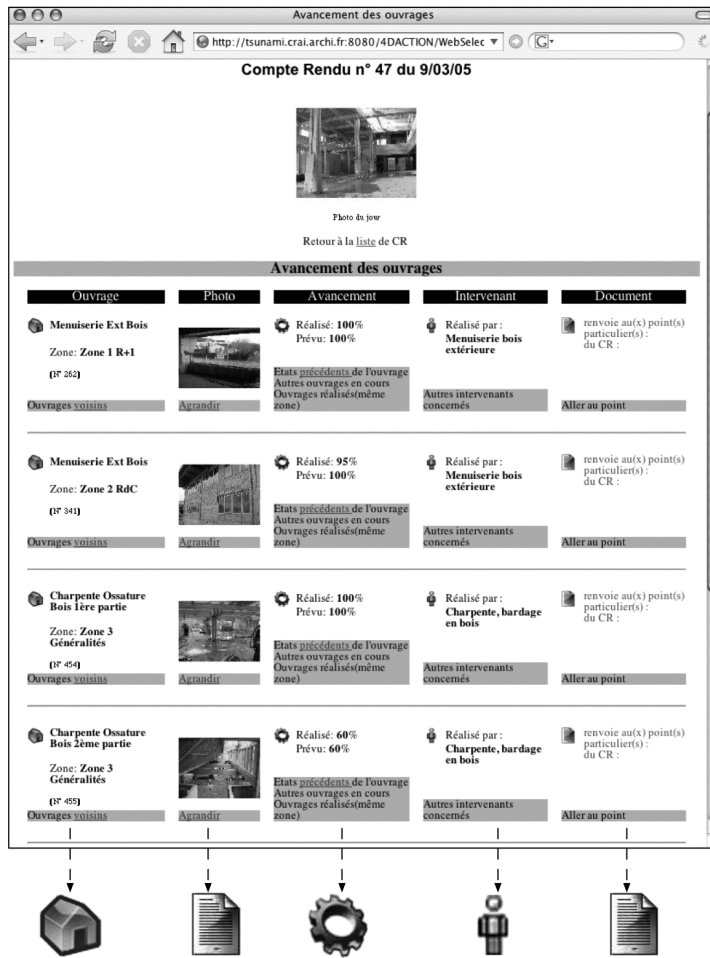 Avancement des ouvrages
http://tsunami.crai.archi.fr:8080/4DACTION/WebSelec
G
Compte Rendu n° 47 du 9/03/05
Photo du jour
Retour à la liste de CR
Avancement des ouvrages
Ouvrage Photo Avancement Intervenant Document
Menuiserie Ext Bois
Zone: Zone 1 R+1
(N° 262)
Ouvrages voisins
Agrandir
Réalisé: 100%
Prévu: 100%
Etats précédents de l'ouvrage
Autres ouvrages en cours
Ouvrages réalisés(même
zone)
Réalisé par :
Menuiserie bois
extérieure
Autres intervenants
concernés
renvoie au(x) point(s)
particulier(s) :
du CR :
Aller au point
Menuiserie Ext Bois
Zone: Zone 2 RdC
(N° 341)
Ouvrages voisins
Agrandir
Réalisé: 95%
Prévu: 100%
Etats précédents de l'ouvrage
Autres ouvrages en cours
Ouvrages réalisés(même
zone)
Réalisé par :
Menuiserie bois
extérieure
Autres intervenants
concernés
renvoie au(x) point(s)
particulier(s) :
du CR :
Aller au point
Charpente Ossature
Bois 1ère partie
Zone: Zone 3
Généralités
(N° 454)
Ouvrages voisins
Agrandir
Réalisé: 100%
Prévu: 100%
Etats précédents de l'ouvrage
Autres ouvrages en cours
Ouvrages réalisés(même
zone)
Réalisé par :
Charpente, bardage
en bois
Autres intervenants
concernés
renvoie au(x) point(s)
particulier(s) :
du CR :
Aller au point
Charpente Ossature
Bois 2ème partie
Zone: Zone 3
Généralités
(N° 455)
Ouvrages voisins
Agrandir
Réalisé: 60%
Prévu: 60%
Etats précédents de l'ouvrage
Autres ouvrages en cours
Ouvrages réalisés(même
zone)
Réalisé par :
Charpente, bardage
en bois
Autres intervenants
concernés
renvoie au(x) point(s)
particulier(s) :
du CR :
Aller au point